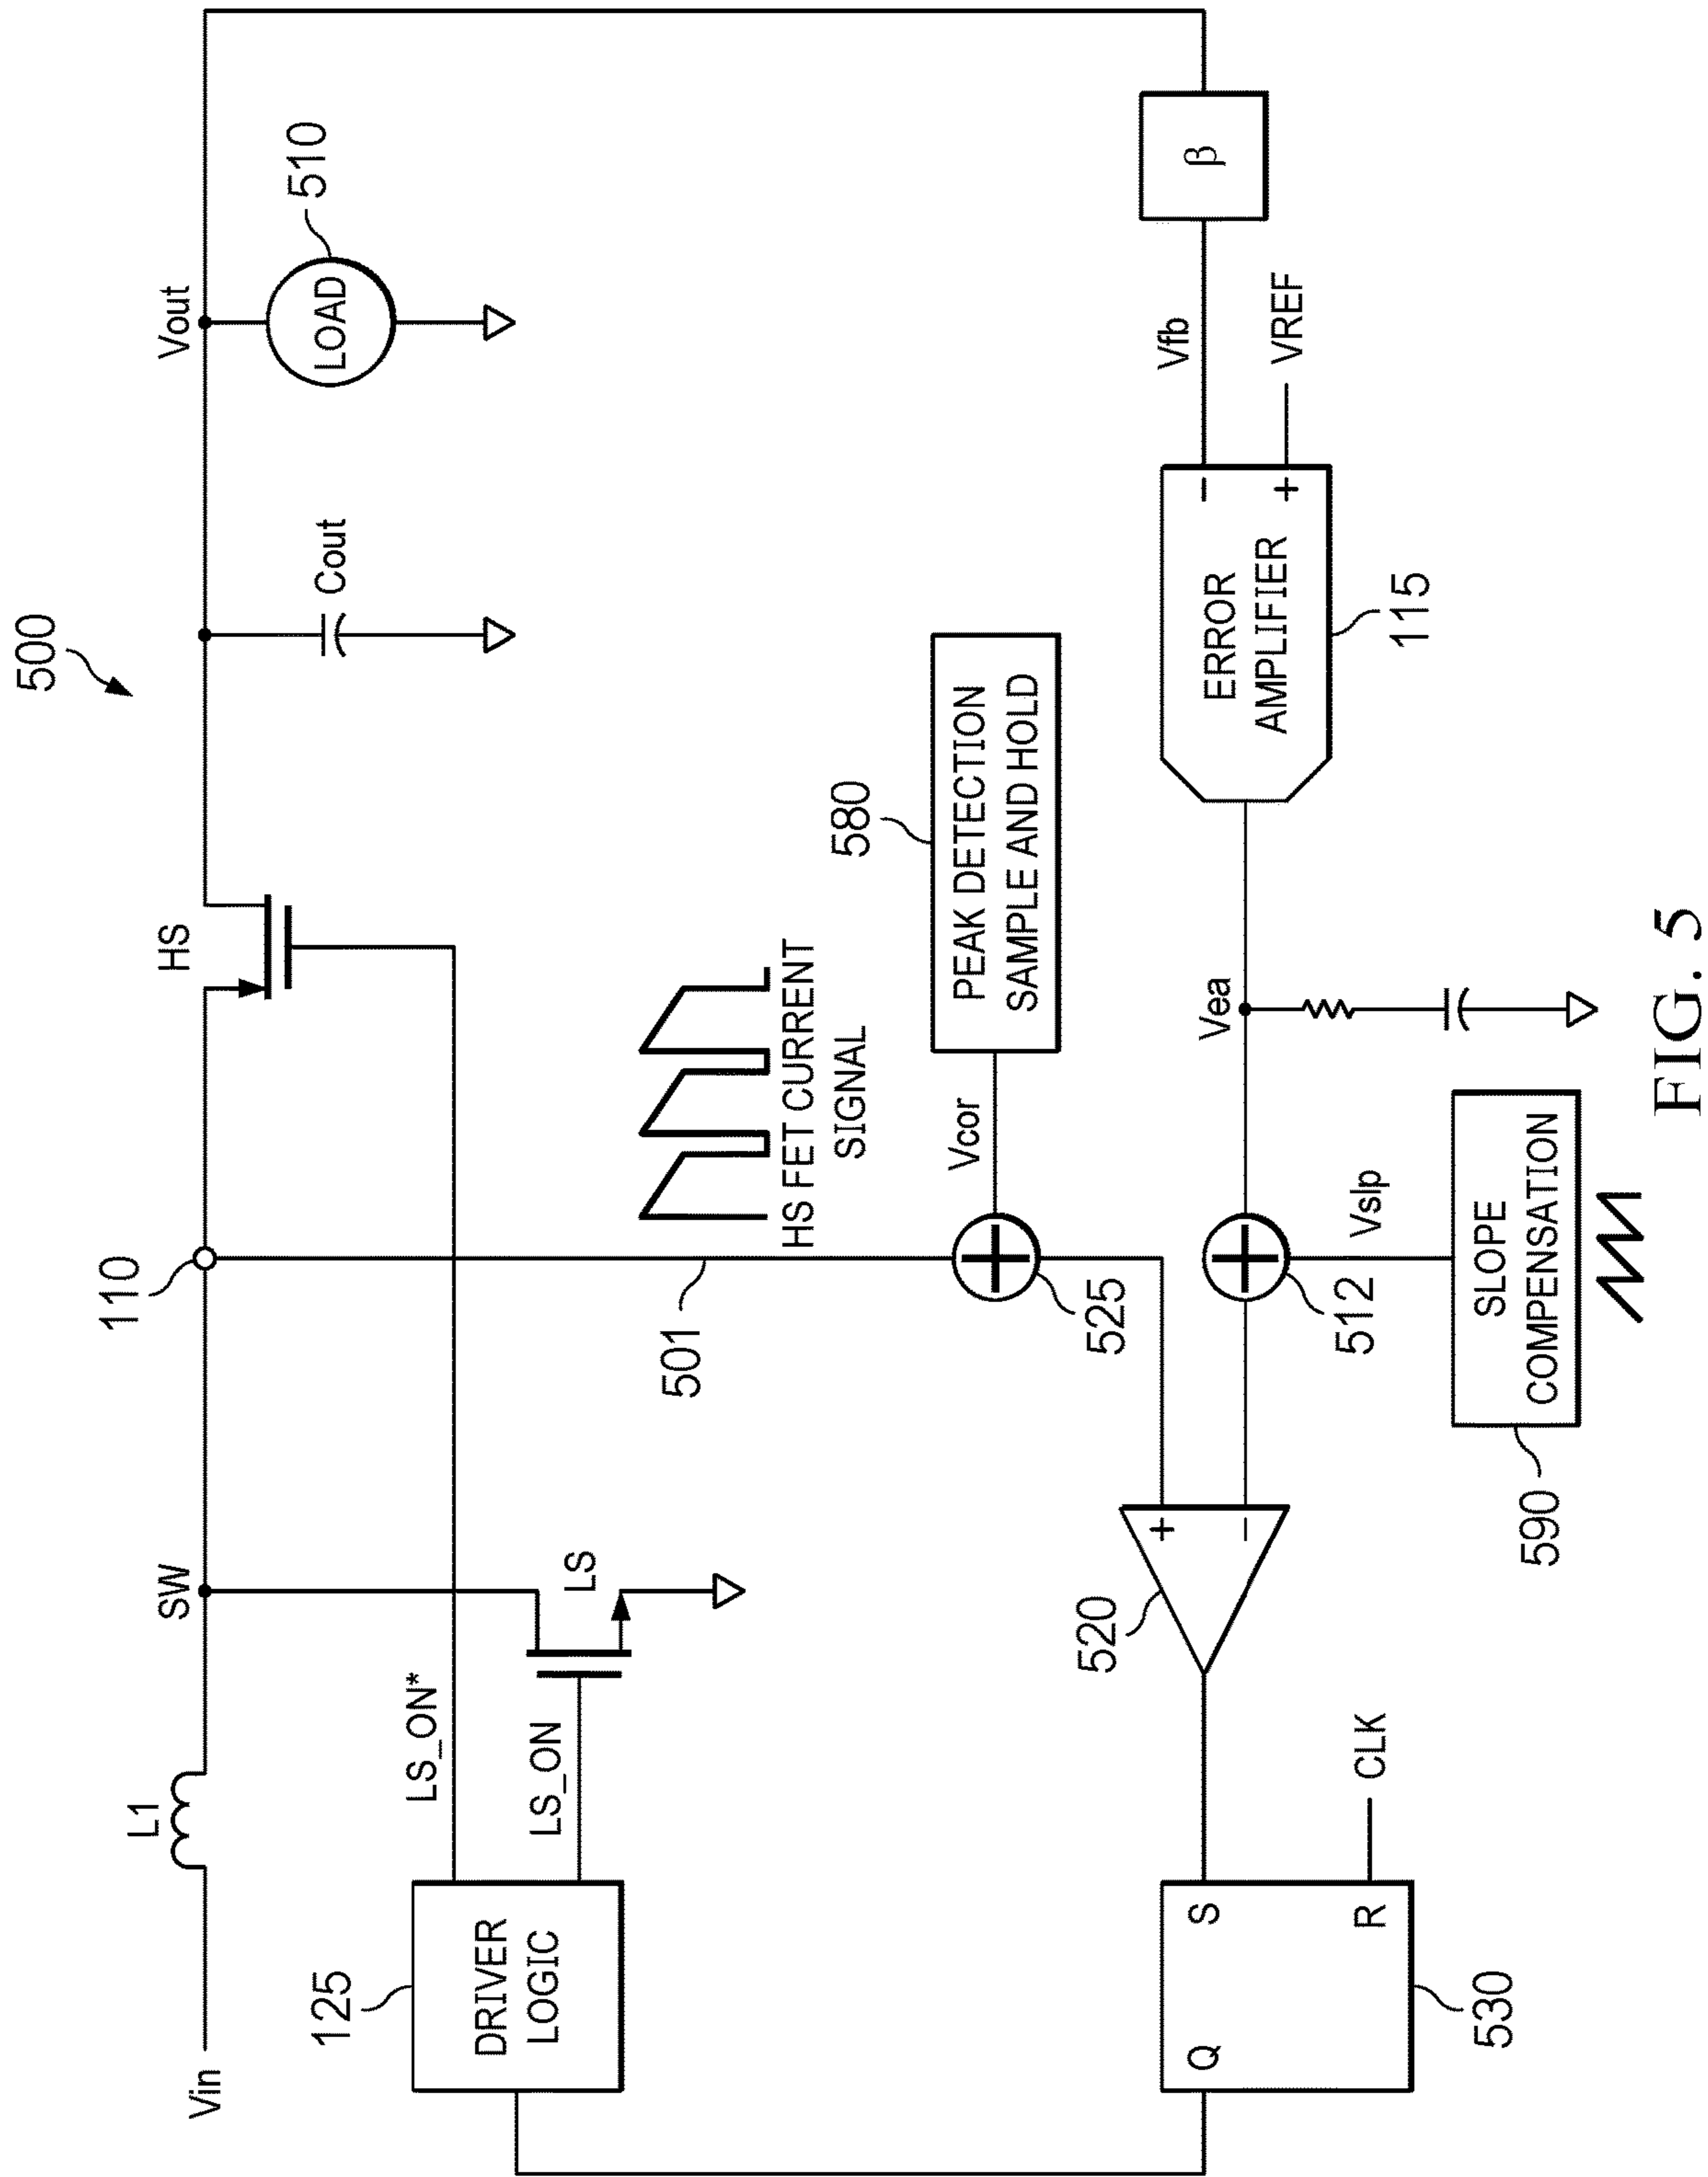 500
Vin
L1
SW
110
HS
Vout
Cout
LOAD
510
125
DRIVER
LOGIC
LS_ON*
LS_ON
LS
501
HS FET CURRENT
SIGNAL
580
PEAK DETECTION
SAMPLE AND HOLD
Vcor
525
520
+
−
Q
S
R
CLK
530
512
Vslp
590
SLOPE
COMPENSATION
Vea
ERROR
AMPLIFIER
−
+
115
Vfb
VREF
β
FIG. 5